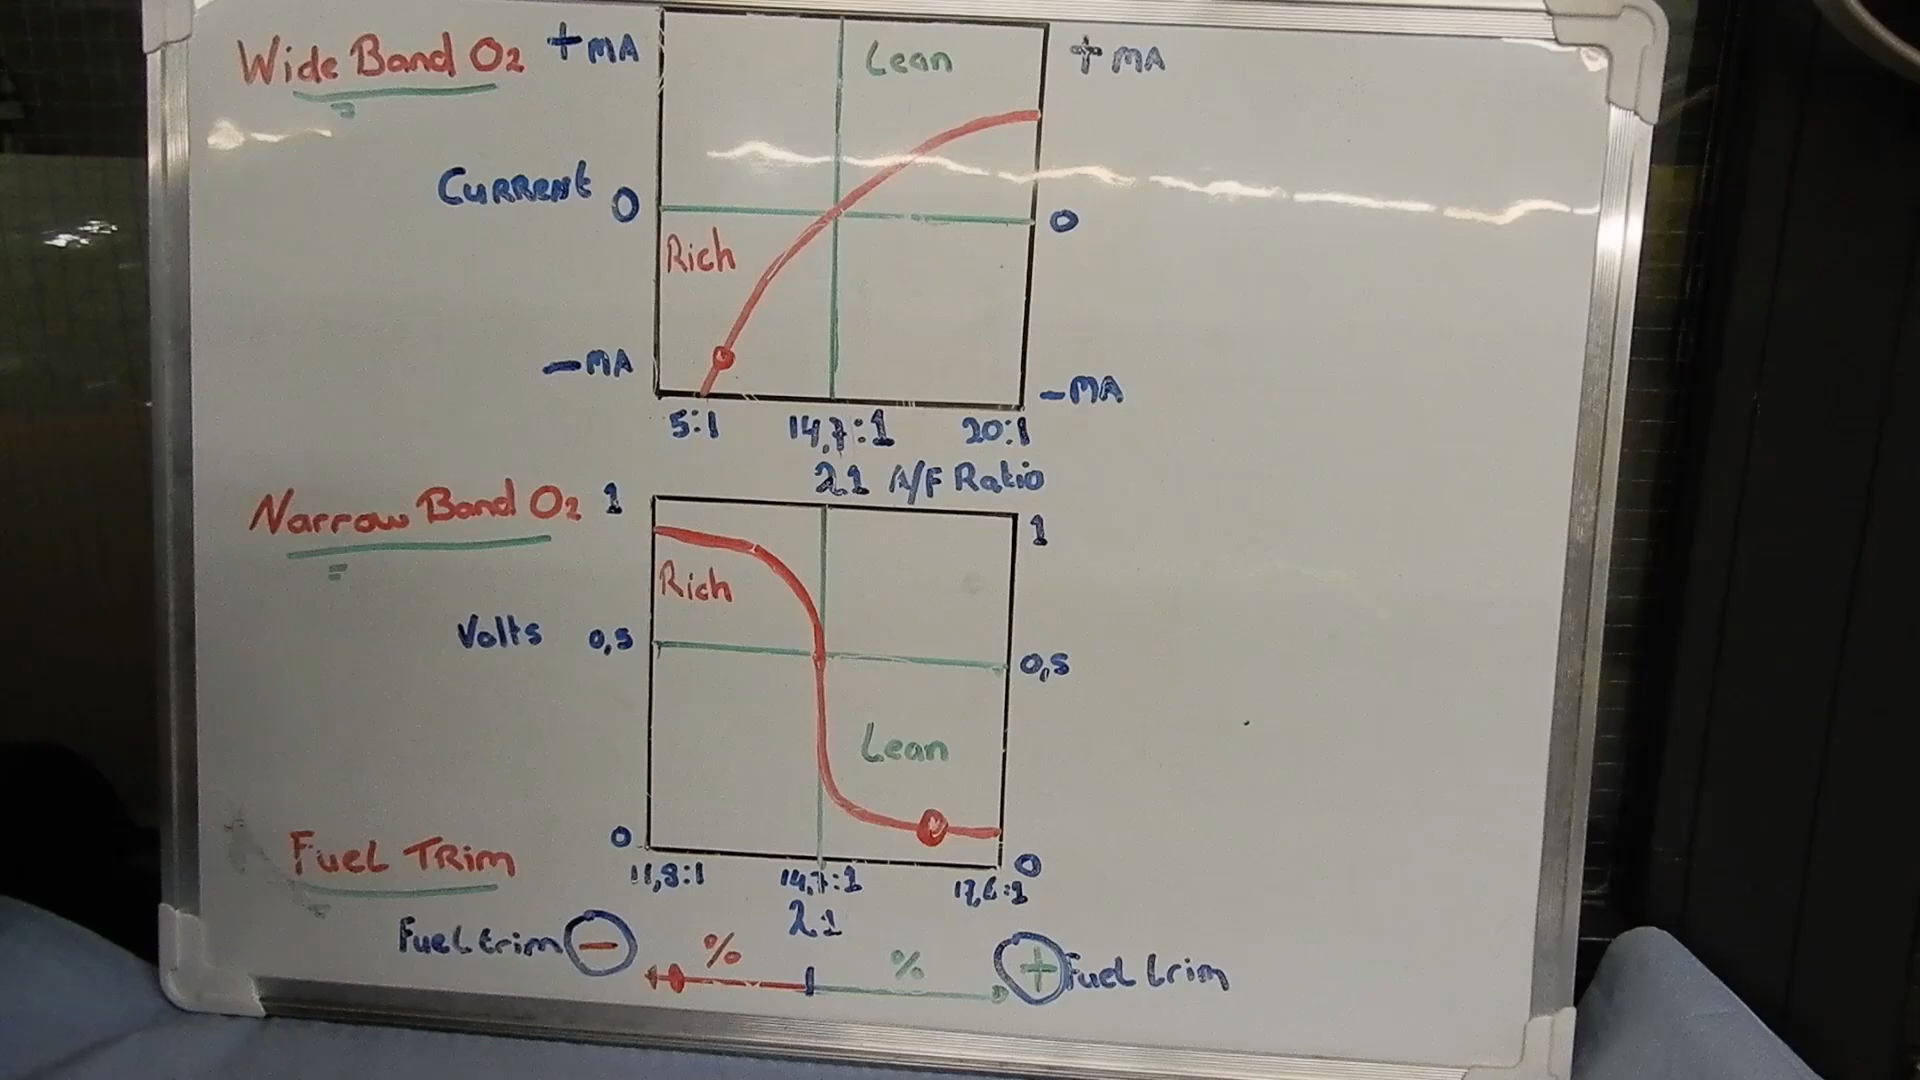 Wide Band O2 +MA Lean +MA
Current 0 0
Rich
-MA -MA
5:1 14,7:1 20:1
λ1 A/F Ratio
Narrow Band O2 1 1
Rich
Volts 0,5 0,5
Lean
0 0
Fuel Trim 11,8:1 14,7:1 17,6:1
λ1
Fuel trim - % % + Fuel trim